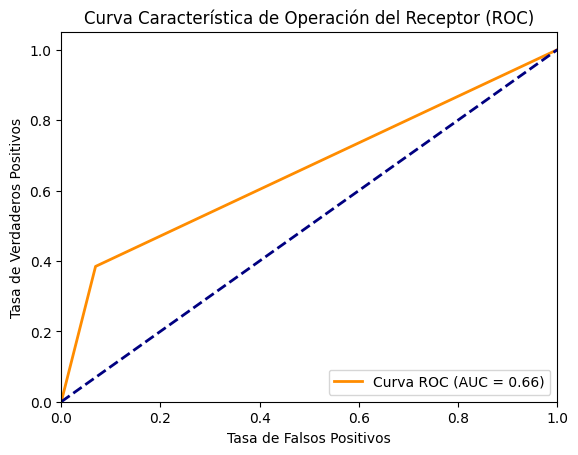 Curva Característica de Operación del Receptor (ROC)
1.0
0.8
0.6
0.4
0.2
0.0
Tasa de Verdaderos Positivos
Curva ROC (AUC = 0.66)
0.0 0.2 0.4 0.6 0.8 1.0
Tasa de Falsos Positivos